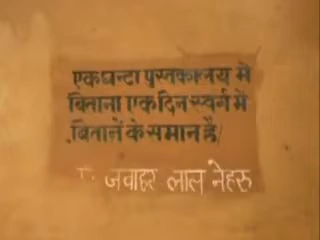 एक घन्टा पुस्तकालय मे
बिताना एक दिन स्वर्ग मे
बितानें के समान है
जवाहर लाल नेहरू